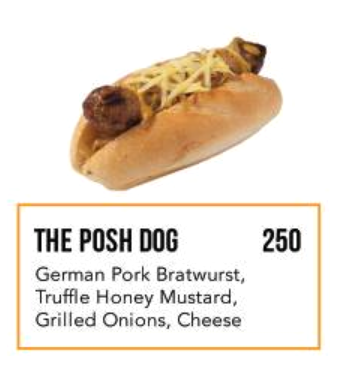 THE POSH DOG 250
German Pork Bratwurst,
Truffle Honey Mustard,
Grilled Onions, Cheese